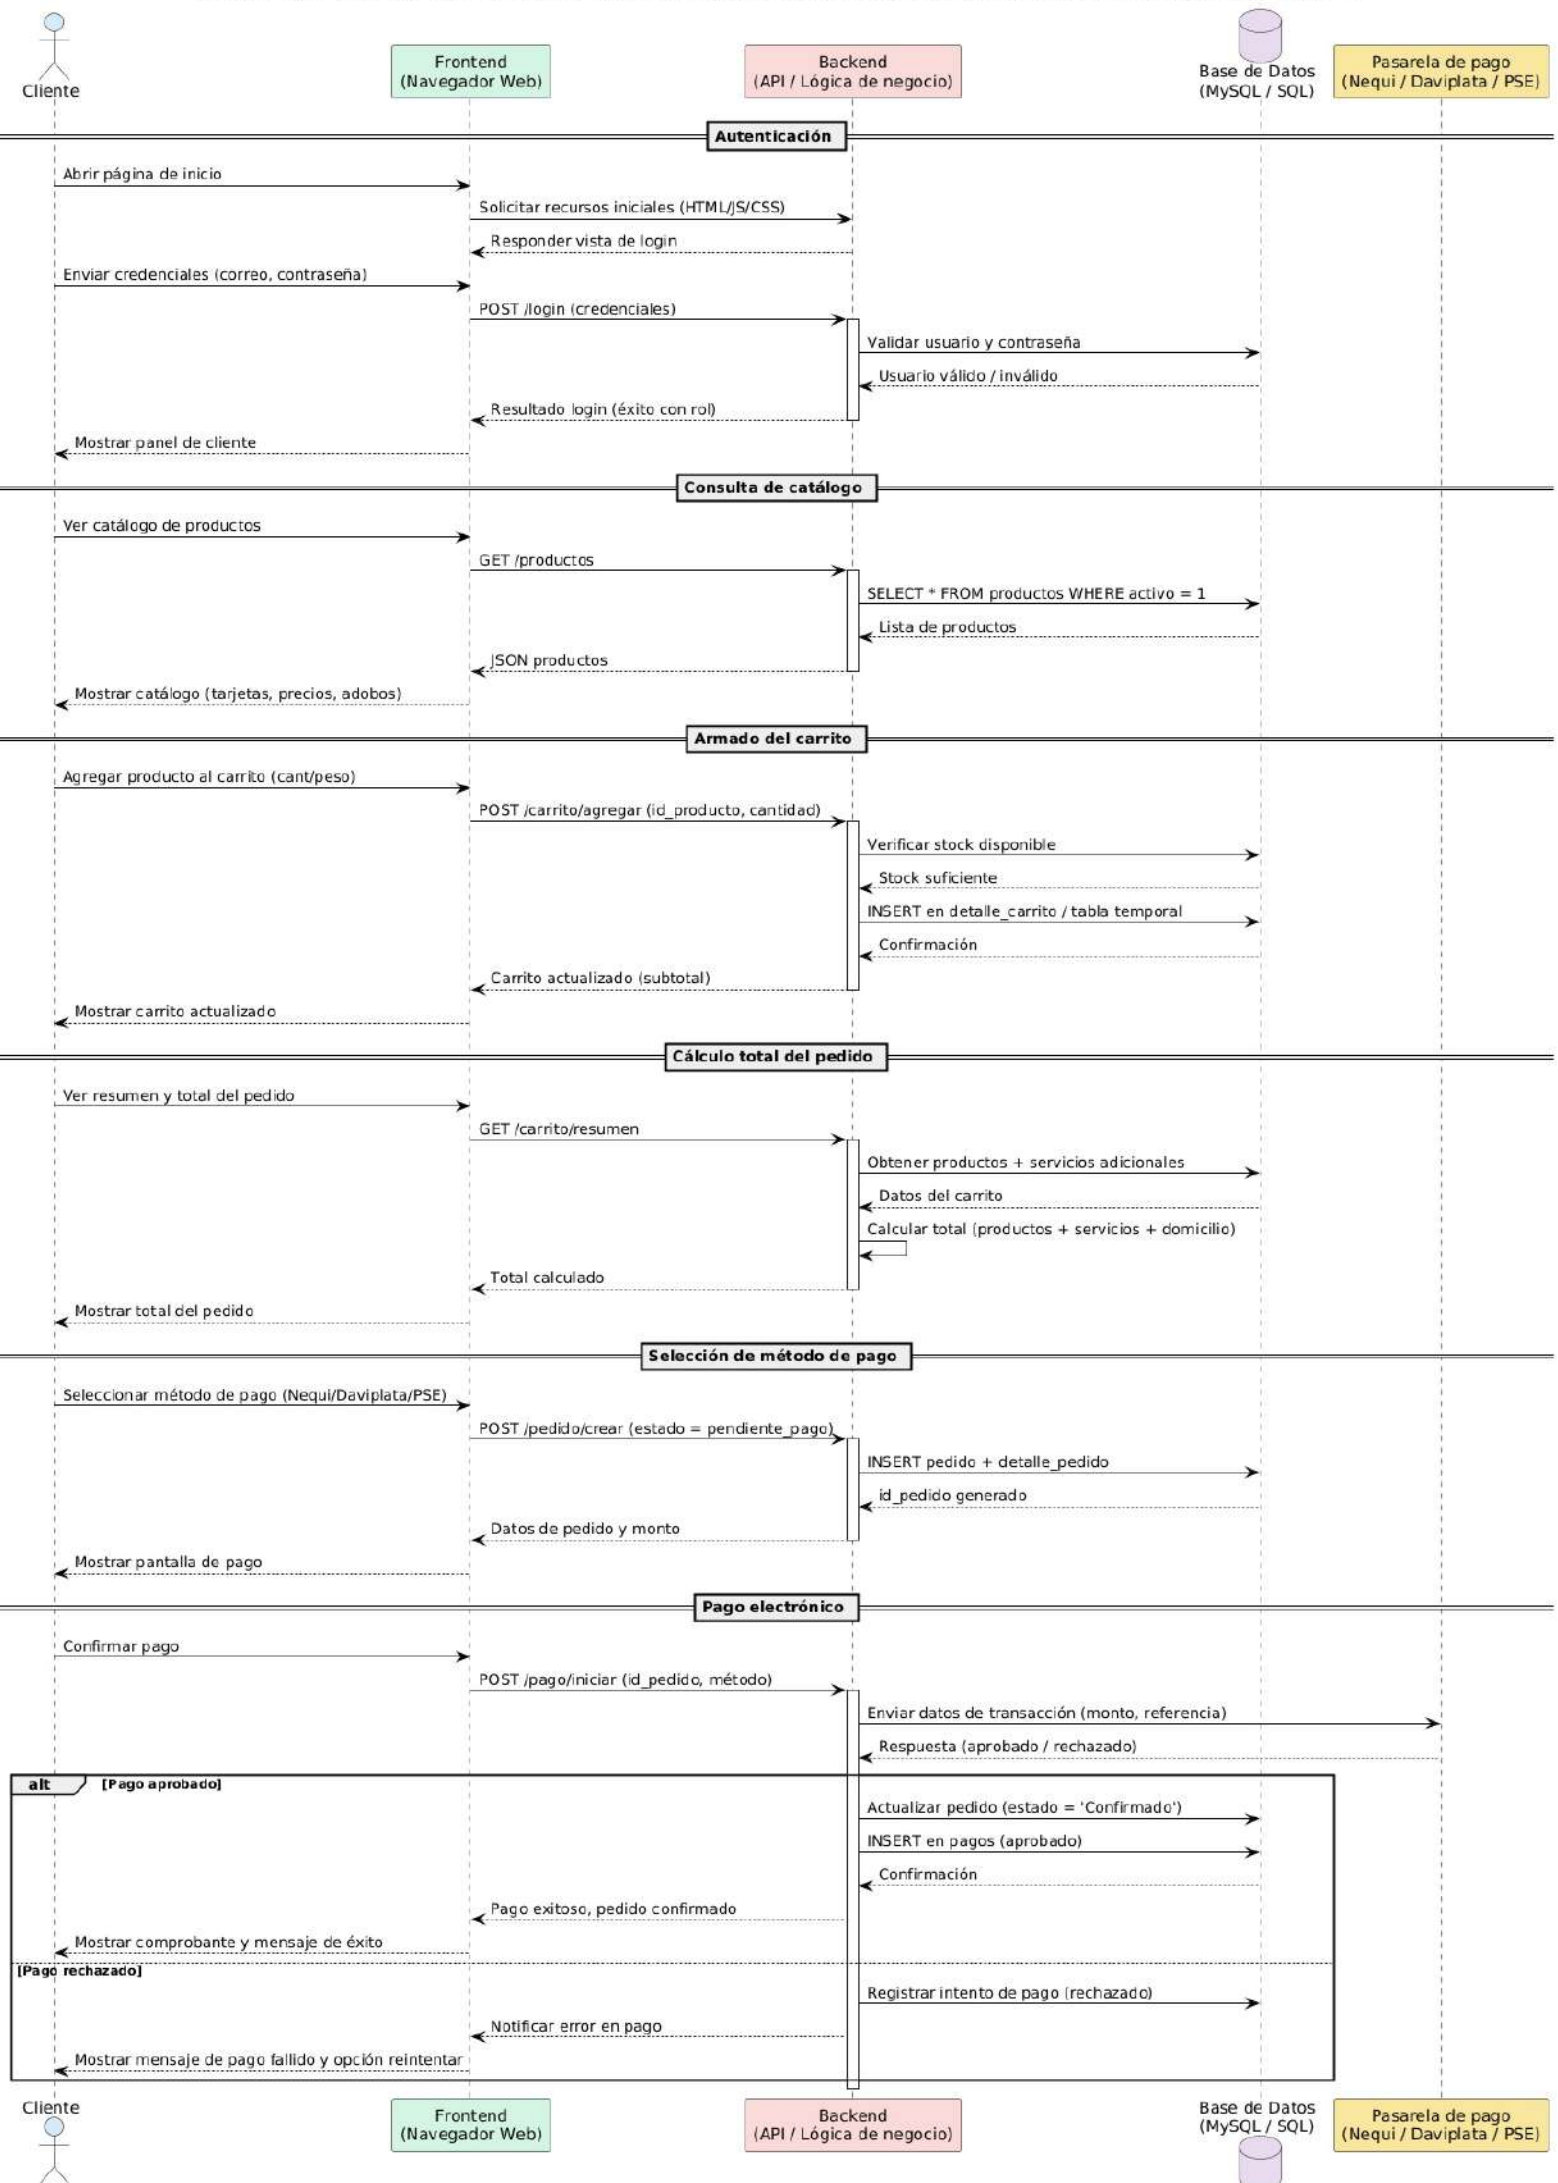 Cliente
Frontend
(Navegador Web)
Backend
(API / Lógica de negocio)
Base de Datos
(MySQL / SQL)
Pasarela de pago
(Nequi / Daviplata / PSE)
Autenticación
Abrir página de inicio
Solicitar recursos iniciales (HTML/JS/CSS)
Responder vista de login
Enviar credenciales (correo, contraseña)
POST /login (credenciales)
Validar usuario y contraseña
Usuario válido / inválido
Resultado login (éxito con rol)
Mostrar panel de cliente
Consulta de catálogo
Ver catálogo de productos
GET /productos
SELECT * FROM productos WHERE activo = 1
Lista de productos
JSON productos
Mostrar catálogo (tarjetas, precios, adobos)
Armado del carrito
Agregar producto al carrito (cant/peso)
POST /carrito/agregar (id_producto, cantidad)
Verificar stock disponible
Stock suficiente
INSERT en detalle_carrito / tabla temporal
Confirmación
Carrito actualizado (subtotal)
Mostrar carrito actualizado
Cálculo total del pedido
Ver resumen y total del pedido
GET /carrito/resumen
Obtener productos + servicios adicionales
Datos del carrito
Calcular total (productos + servicios + domicilio)
Total calculado
Mostrar total del pedido
Selección de método de pago
Seleccionar método de pago (Nequi/Daviplata/PSE)
POST /pedido/crear (estado = pendiente_pago)
INSERT pedido + detalle_pedido
id_pedido generado
Datos de pedido y monto
Mostrar pantalla de pago
Pago electrónico
Confirmar pago
POST /pago/iniciar (id_pedido, método)
Enviar datos de transacción (monto, referencia)
Respuesta (aprobado / rechazado)
alt [Pago aprobado]
Actualizar pedido (estado = 'Confirmado')
INSERT en pagos (aprobado)
Confirmación
Pago exitoso, pedido confirmado
Mostrar comprobante y mensaje de éxito
[Pago rechazado]
Registrar intento de pago (rechazado)
Notificar error en pago
Mostrar mensaje de pago fallido y opción reintentar
Cliente
Frontend
(Navegador Web)
Backend
(API / Lógica de negocio)
Base de Datos
(MySQL / SQL)
Pasarela de pago
(Nequi / Daviplata / PSE)